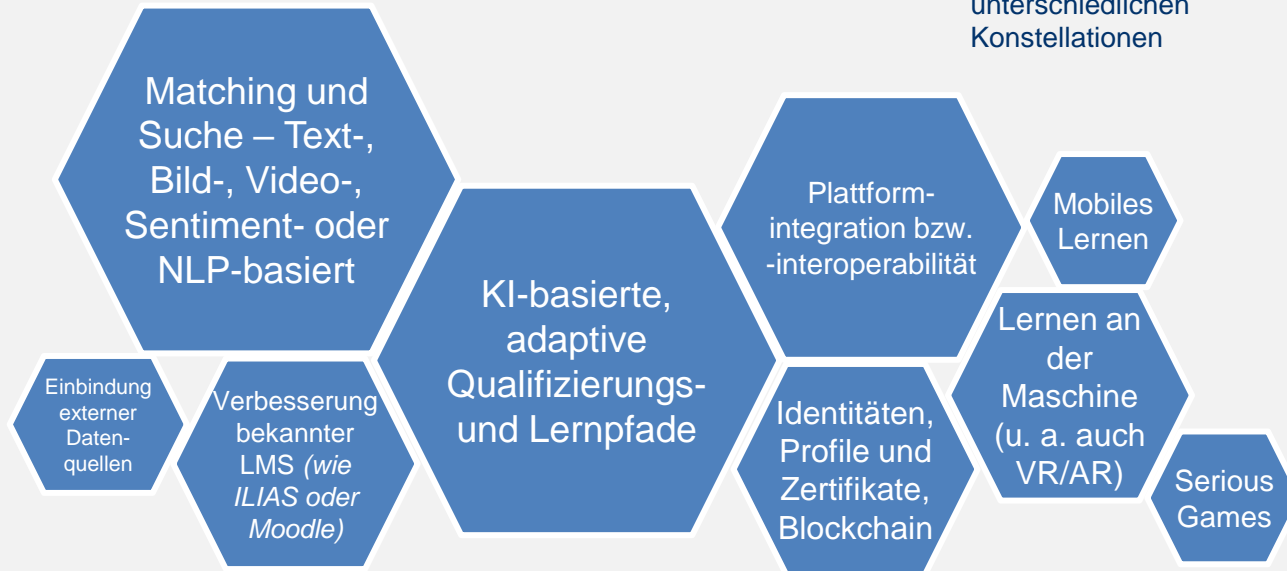 unterschiedlichen
Konstellationen
Matching und
Suche – Text-,
Bild-, Video-,
Sentiment- oder
NLP-basiert
KI-basierte,
adaptive
Qualifizierungs-
und Lernpfade
Plattform-
integration bzw.
-interoperabilität
Mobiles
Lernen
Einbindung
externer
Daten-
quellen
Verbesserung
bekannter
LMS (wie
ILIAS oder
Moodle)
Identitäten,
Profile und
Zertifikate,
Blockchain
Lernen an
der
Maschine
(u. a. auch
VR/AR)
Serious
Games